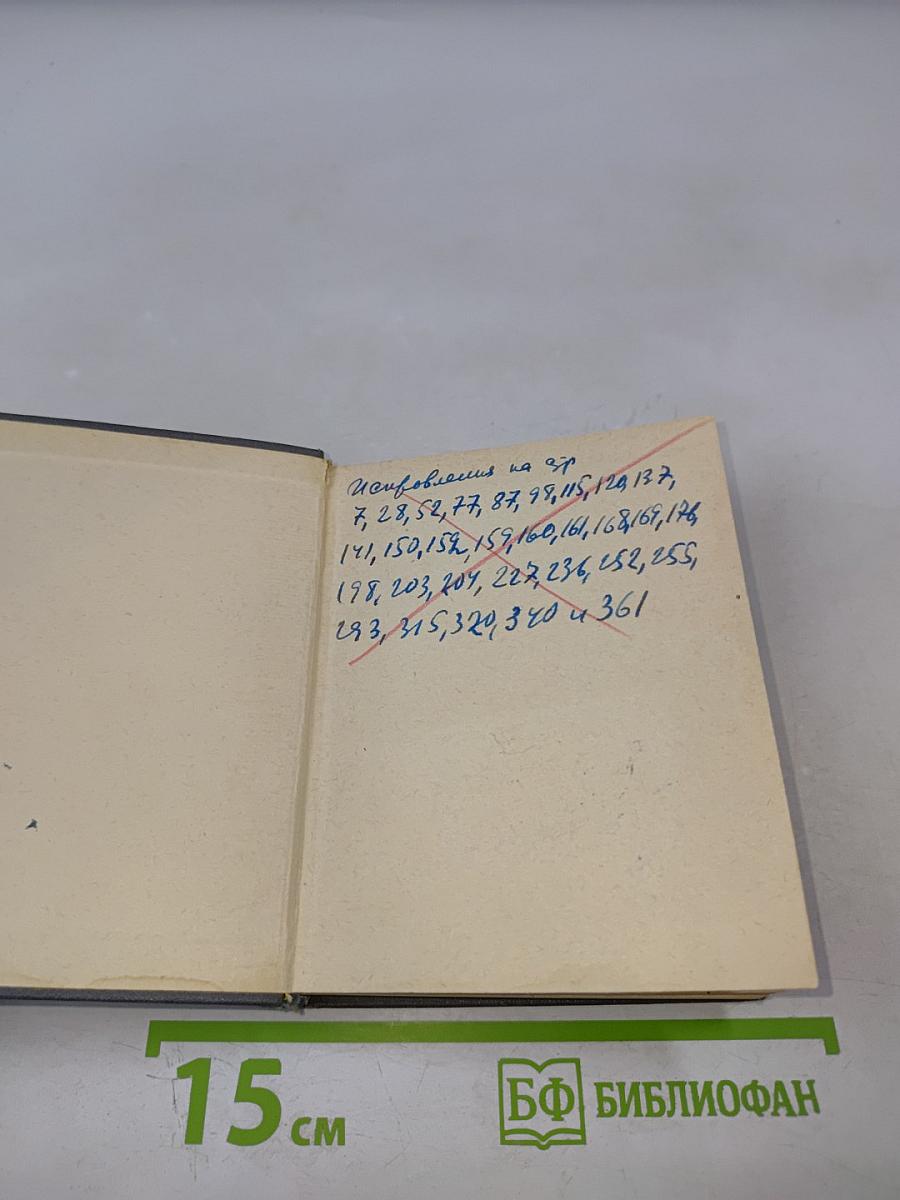 Исправления на стр
7, 28, 52, 77, 87, 98, 115, 120, 137,
141, 150, 152, 159, 160, 161, 168, 169, 176,
198, 203, 204, 227, 236, 252, 255,
293, 315, 320, 340 и 361
15 см
БФ БИБЛИОФАН